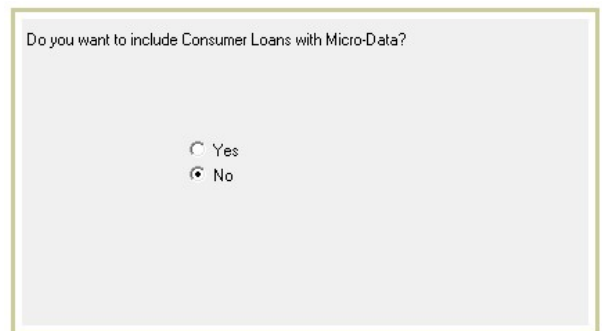 Do you want to include Consumer Loans with Micro-Data?
Yes
No